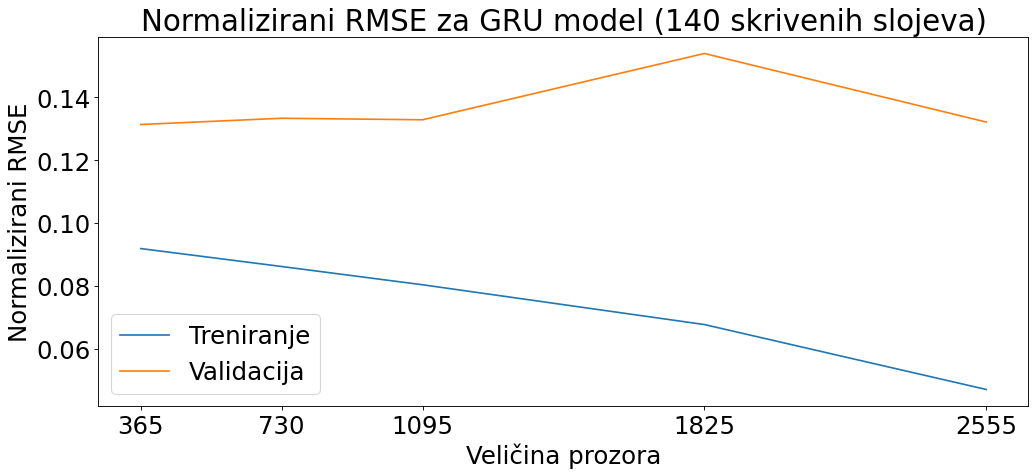 Normalizirani RMSE za GRU model (140 skrivenih slojeva)
Normalizirani RMSE
0.14
0.12
0.10
0.08
0.06
Treniranje
Validacija
365 730 1095 1825 2555
Veličina prozora